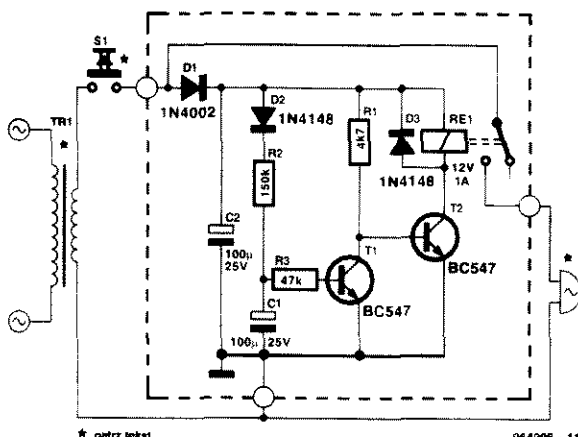 S1
★
D1
1N4002
TR1
★
D2
1N4148
R1
4k7
D3
1N4148
RE1
12V
1A
R2
150k
T2
BC547
C2
100µ
25V
R3
47k
T1
BC547
C1
100µ 25V
★
★